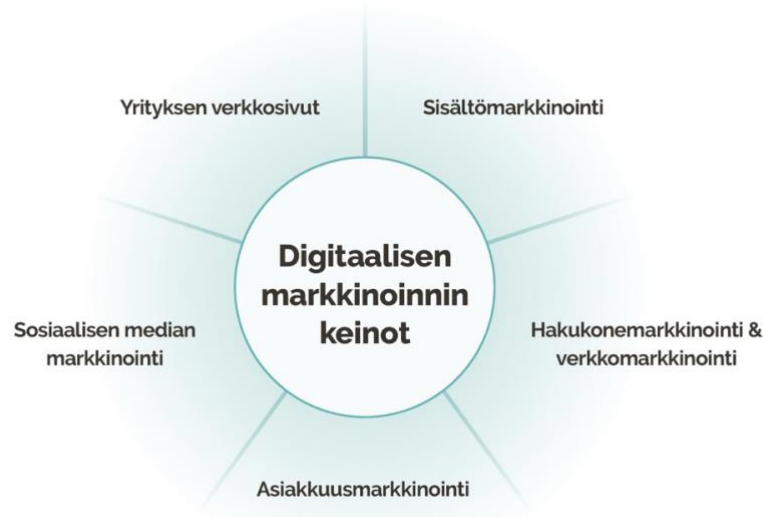 Yrityksen verkkosivut
Sisältömarkkinointi
Digitaalisen
markkinoinnin
keinot
Sosiaalisen median
markkinointi
Hakukonemarkkinointi &
verkkomarkkinointi
Asiakkuusmarkkinointi